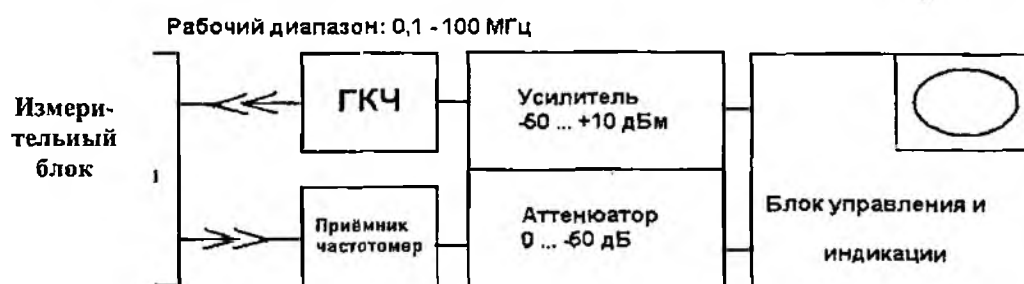 Рабочий диапазон: 0,1 - 100 МГц
Измери-
тельный
блок
1
ГКЧ
Приёмник
частотомер
Усилитель
-60 ... +10 дБм
Аттенюатор
0 ... -60 дБ
Блок управления и
индикации